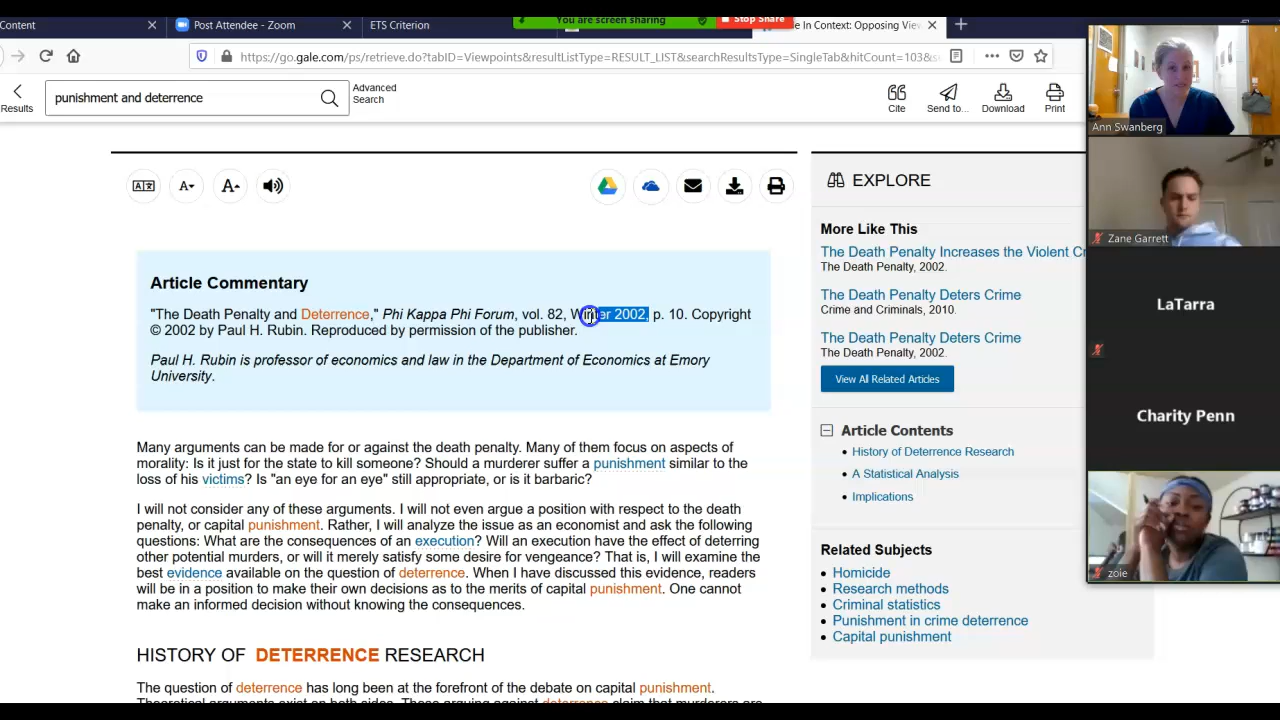 Content
Post Attendee - Zoom
ETS Criterion
You are screen sharing
Stop Share
e In Context: Opposing View
https://go.gale.com/ps/retrieve.do?tabID=Viewpoints&resultListType=RESULT_LIST&searchResultsType=SingleTab&hitCount=103&s
Results
punishment and deterrence
Advanced
Search
Cite
Send to...
Download
Print
Ann Swanberg
Zane Garrett
LaTarra
Charity Penn
zoie
A
A
Article Commentary
"The Death Penalty and Deterrence," Phi Kappa Phi Forum, vol. 82, Winter 2002, p. 10. Copyright
© 2002 by Paul H. Rubin. Reproduced by permission of the publisher.
Paul H. Rubin is professor of economics and law in the Department of Economics at Emory
University.
Many arguments can be made for or against the death penalty. Many of them focus on aspects of
morality: Is it just for the state to kill someone? Should a murderer suffer a punishment similar to the
loss of his victims? Is "an eye for an eye" still appropriate, or is it barbaric?
I will not consider any of these arguments. I will not even argue a position with respect to the death
penalty, or capital punishment. Rather, I will analyze the issue as an economist and ask the following
questions: What are the consequences of an execution? Will an execution have the effect of deterring
other potential murders, or will it merely satisfy some desire for vengeance? That is, I will examine the
best evidence available on the question of deterrence. When I have discussed this evidence, readers
will be in a position to make their own decisions as to the merits of capital punishment. One cannot
make an informed decision without knowing the consequences.
HISTORY OF DETERRENCE RESEARCH
The question of deterrence has long been at the forefront of the debate on capital punishment.
Theoretical arguments exist on both sides. Those arguing against deterrence claim that murderers are
EXPLORE
More Like This
The Death Penalty Increases the Violent Cr
The Death Penalty, 2002.
The Death Penalty Deters Crime
Crime and Criminals, 2010.
The Death Penalty Deters Crime
The Death Penalty, 2002.
View All Related Articles
Article Contents
History of Deterrence Research
A Statistical Analysis
Implications
Related Subjects
Homicide
Research methods
Criminal statistics
Punishment in crime deterrence
Capital punishment